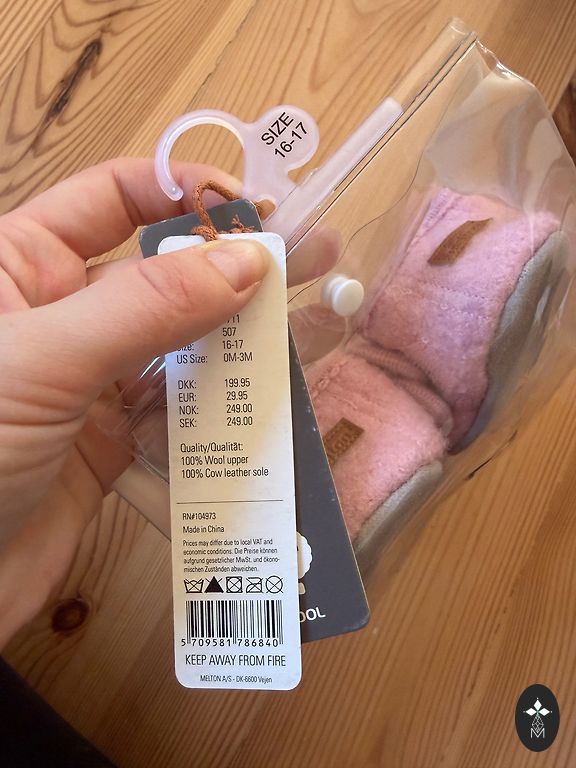 SIZE
16-17
711
507
Size: 16-17
US Size: 0M-3M
DKK: 199.95
EUR: 29.95
NOK: 249.00
SEK: 249.00
Quality/Qualität:
100% Wool upper
100% Cow leather sole
RN#104973
Made in China
Prices may differ due to local VAT and
economic conditions. Die Preise können
aufgrund gesetzlicher MwSt. und ökono-
mischen Zuständen abweichen.
5 709581 786840
KEEP AWAY FROM FIRE
MELTON A/S - DK-6600 Vejen
OOL
M